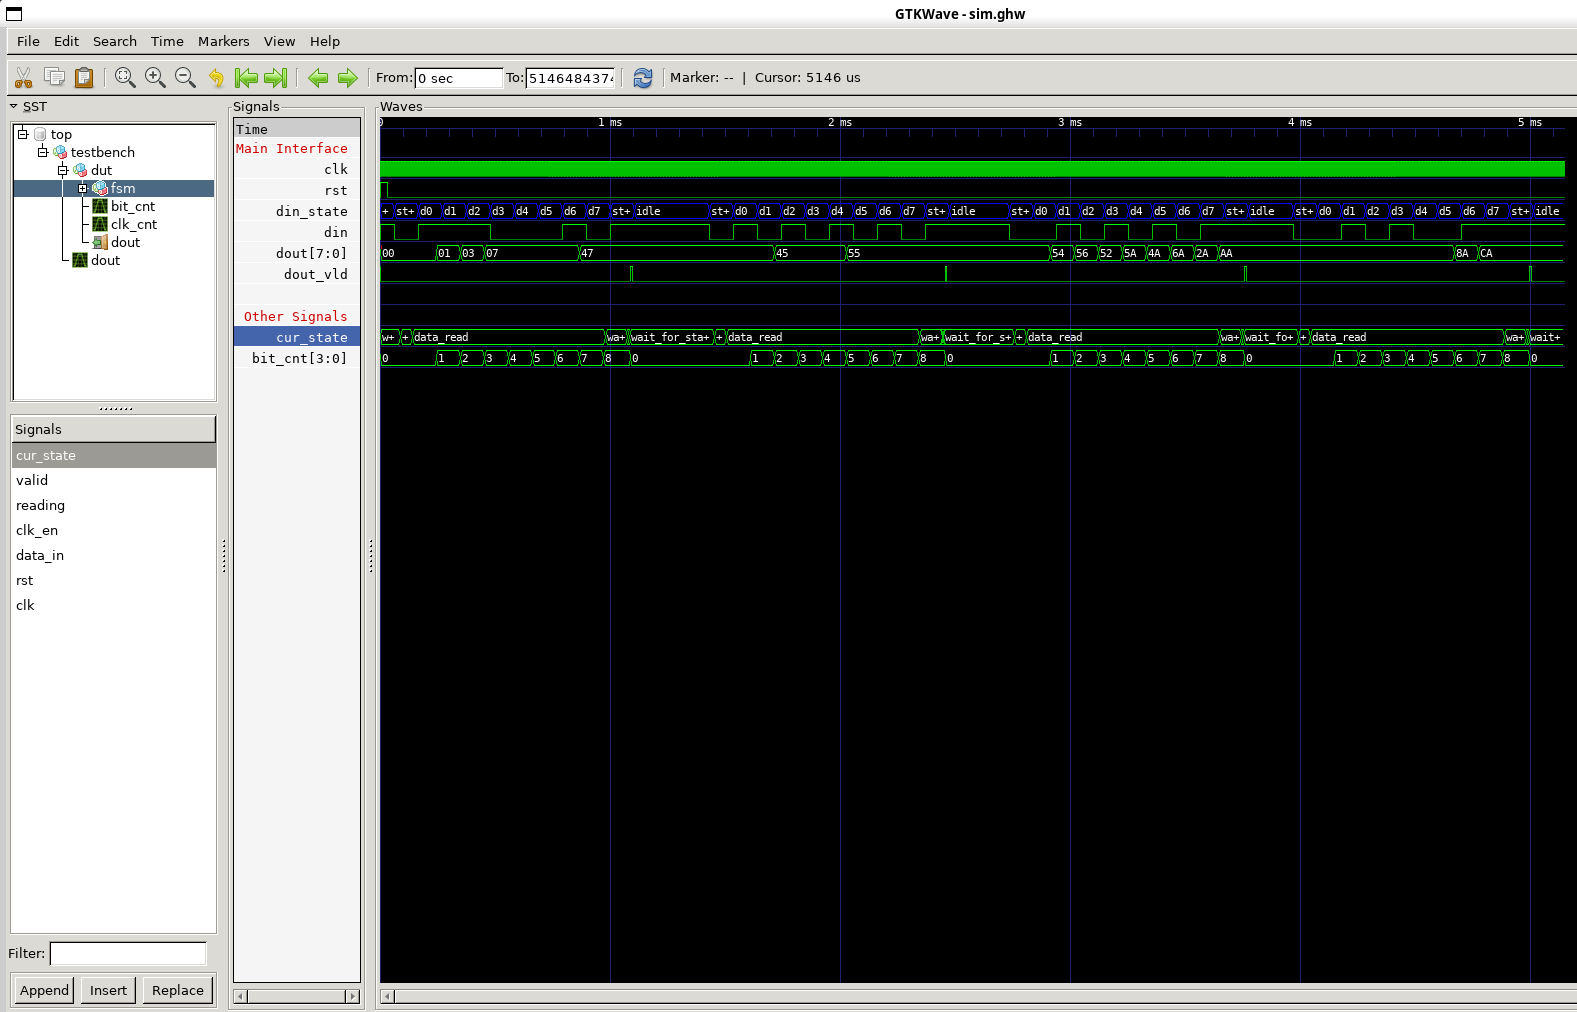 GTKWave - sim.ghw
File Edit Search Time Markers View Help
From: 0 sec To: 5146484374 Marker: -- | Cursor: 5146 us
SST
top
testbench
dut
fsm
bit_cnt
clk_cnt
dout
dout
Signals
cur_state
valid
reading
clk_en
data_in
rst
clk
Filter:
Append Insert Replace
Signals
Time
Main Interface
clk
rst
din_state
din
dout[7:0]
dout_vld
Other Signals
cur_state
bit_cnt[3:0]
Waves
0 1 ms 2 ms 3 ms 4 ms 5 ms
+ st+ d0 d1 d2 d3 d4 d5 d6 d7 st+ idle st+ d0 d1 d2 d3 d4 d5 d6 d7 st+ idle st+ d0 d1 d2 d3 d4 d5 d6 d7 st+ idle st+ d0 d1 d2 d3 d4 d5 d6 d7 st+ idle
00 01 03 07 47 45 55 54 56 52 5A 4A 6A 2A AA 8A CA
w+ + data_read wa+ wait_for_sta+ + data_read wa+ wait_for_s+ + data_read wa+ wait_fo+ + data_read wa+ wait+
0 1 2 3 4 5 6 7 8 0 1 2 3 4 5 6 7 8 0 1 2 3 4 5 6 7 8 0 1 2 3 4 5 6 7 8 0